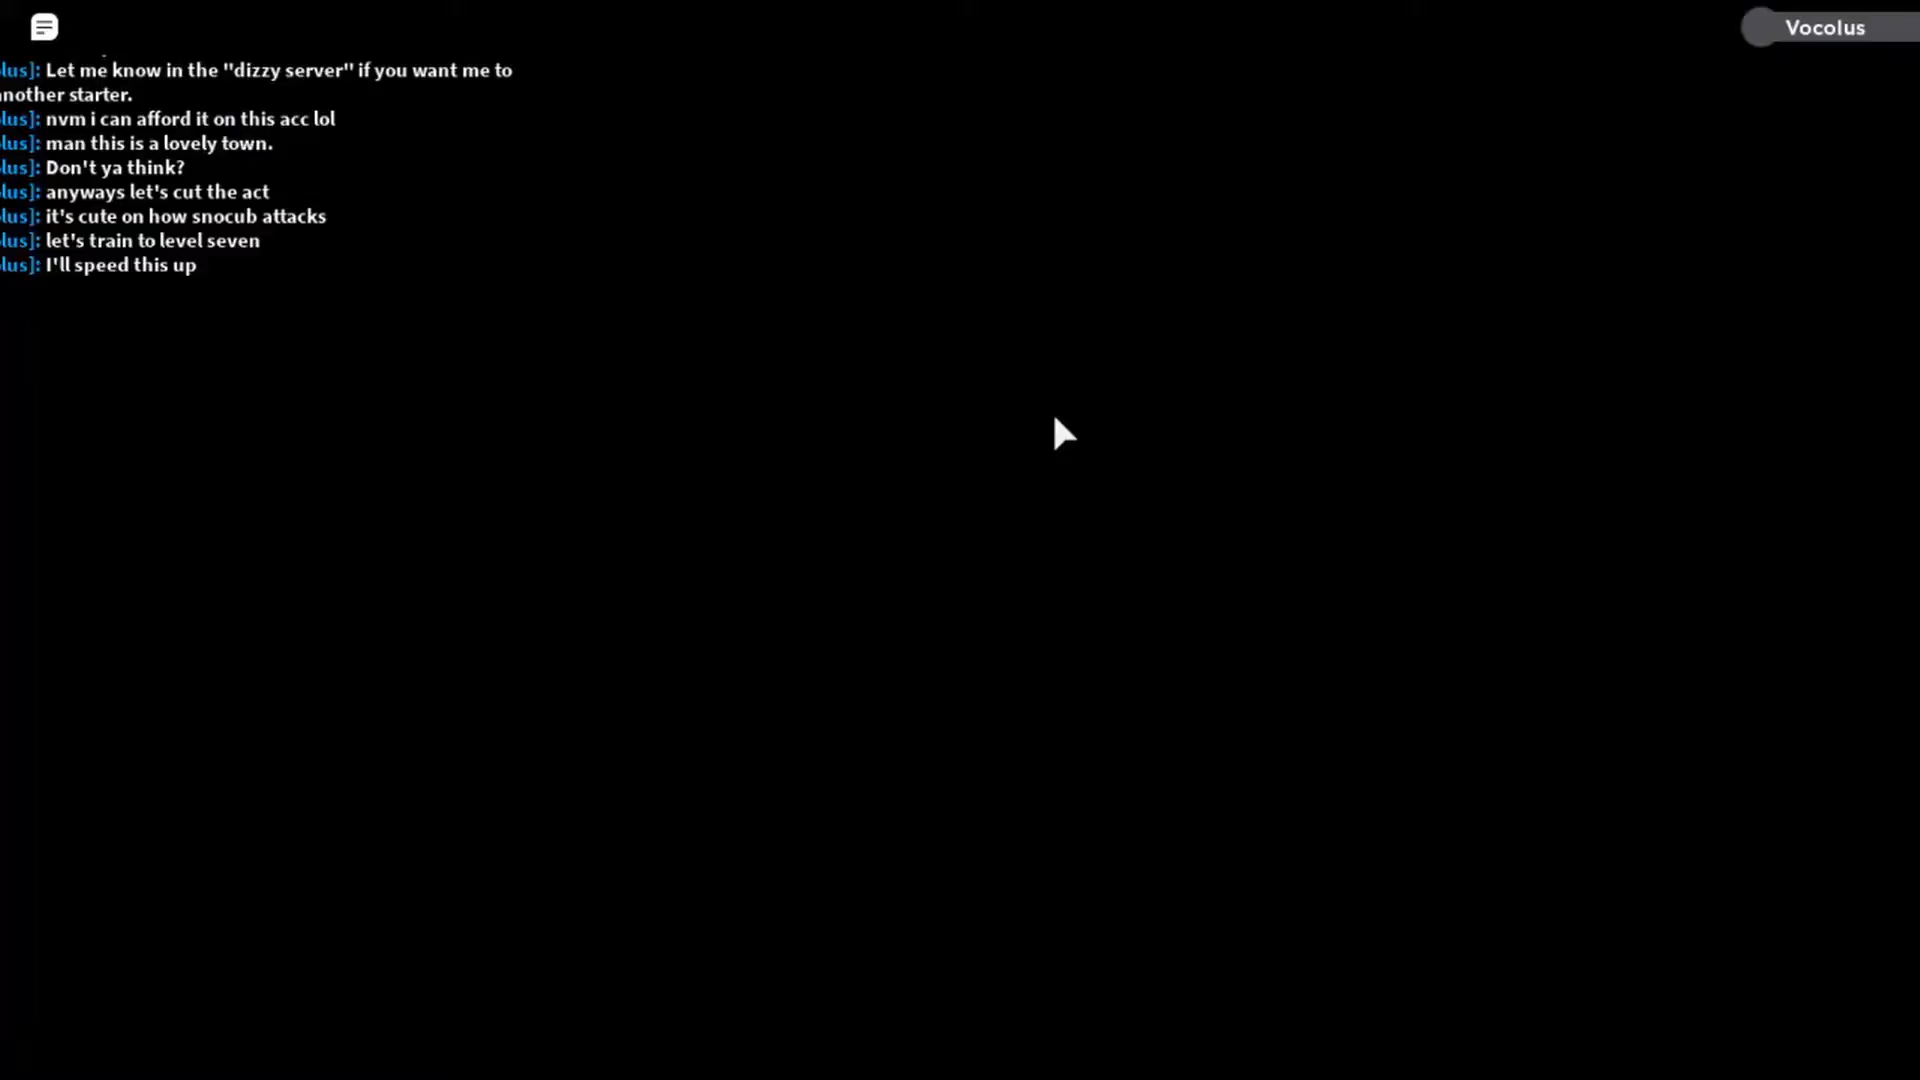 Vocolus
lus]: Let me know in the "dizzy server" if you want me to
another starter.
lus]: nvm i can afford it on this acc lol
lus]: man this is a lovely town.
lus]: Don't ya think?
lus]: anyways let's cut the act
lus]: it's cute on how snocub attacks
lus]: let's train to level seven
lus]: I'll speed this up